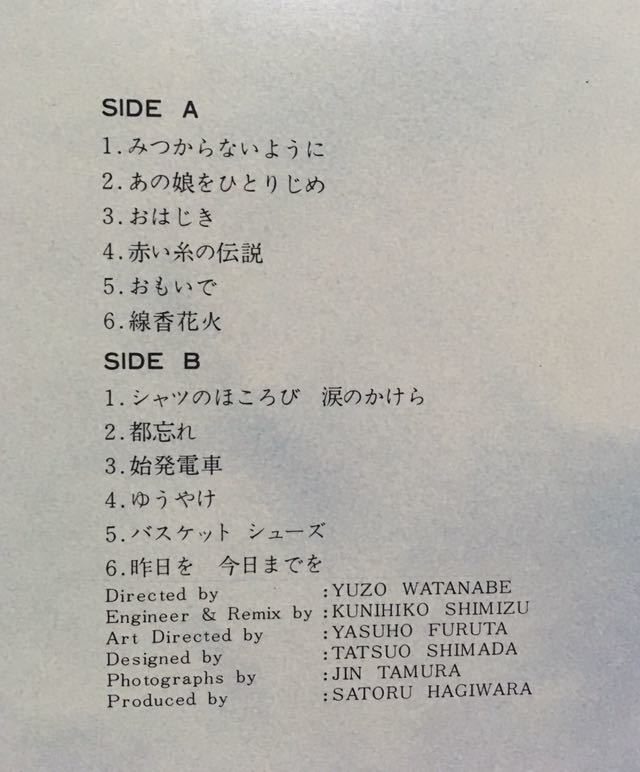 SIDE A
1.みつからないように
2.あの娘をひとりじめ
3.おはじき
4.赤い糸の伝説
5.おもいで
6.線香花火
SIDE B
1.シャツのほころび　涙のかけら
2.都忘れ
3.始発電車
4.ゆうやけ
5.バスケット シューズ
6.昨日を　今日までを
Directed by :YUZO WATANABE
Engineer & Remix by :KUNIHIKO SHIMIZU
Art Directed by :YASUHO FURUTA
Designed by :TATSUO SHIMADA
Photographs by :JIN TAMURA
Produced by :SATORU HAGIWARA